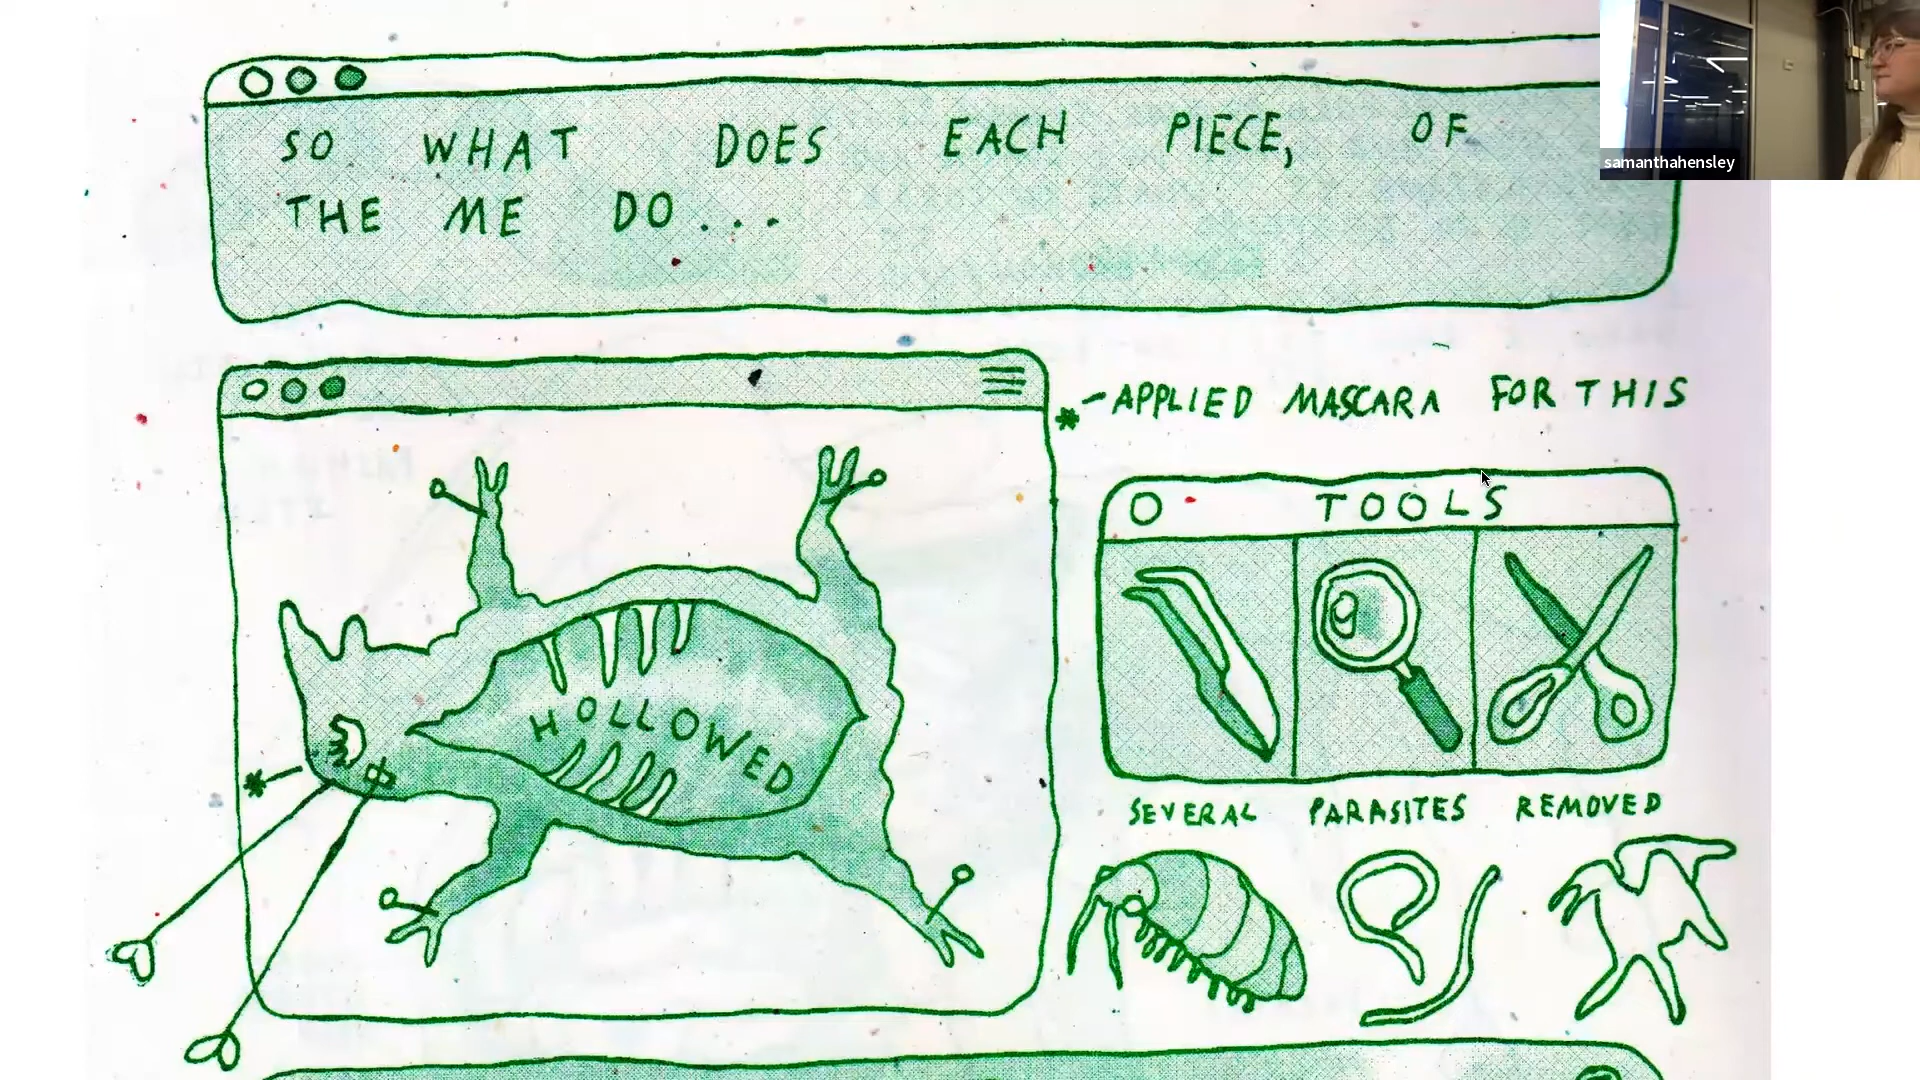 SO WHAT DOES EACH PIECE, OF
THE ME DO...
samanthahensley
* - APPLIED MASCARA FOR THIS
TOOLS
HOLLOWED
*
SEVERAL PARASITES REMOVED